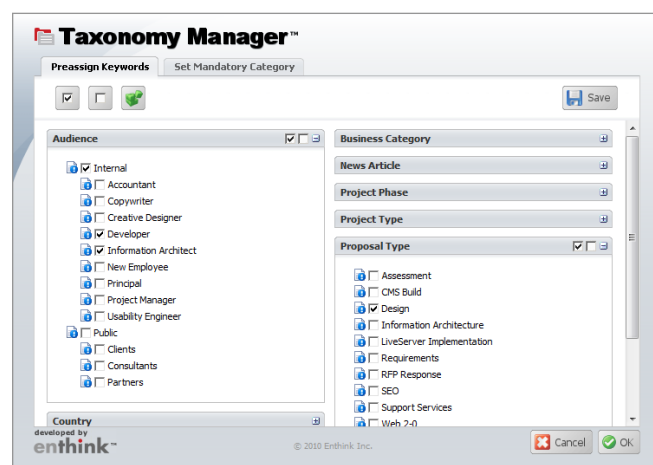 Taxonomy Manager™
Preassign Keywords
Set Mandatory Category
Save
Audience
Internal
Accountant
Copywriter
Creative Designer
Developer
Information Architect
New Employee
Principal
Project Manager
Usability Engineer
Public
Clients
Consultants
Partners
Country
Business Category
News Article
Project Phase
Project Type
Proposal Type
Assessment
CMS Build
Design
Information Architecture
LiveServer Implementation
Requirements
RFP Response
SEO
Support Services
Web 2-0
developed by
enthink™
© 2010 Enthink Inc.
Cancel
OK